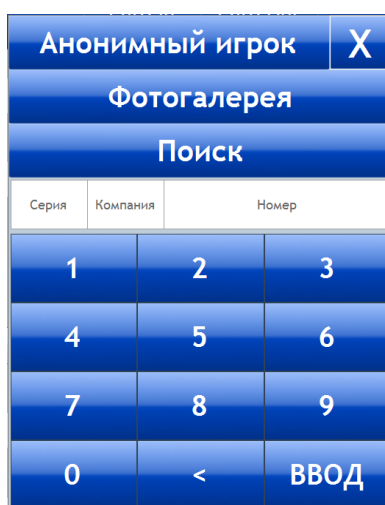 Анонимный игрок X
Фотогалерея
Поиск
Серия Компания Номер
1 2 3
4 5 6
7 8 9
0 < ВВОД